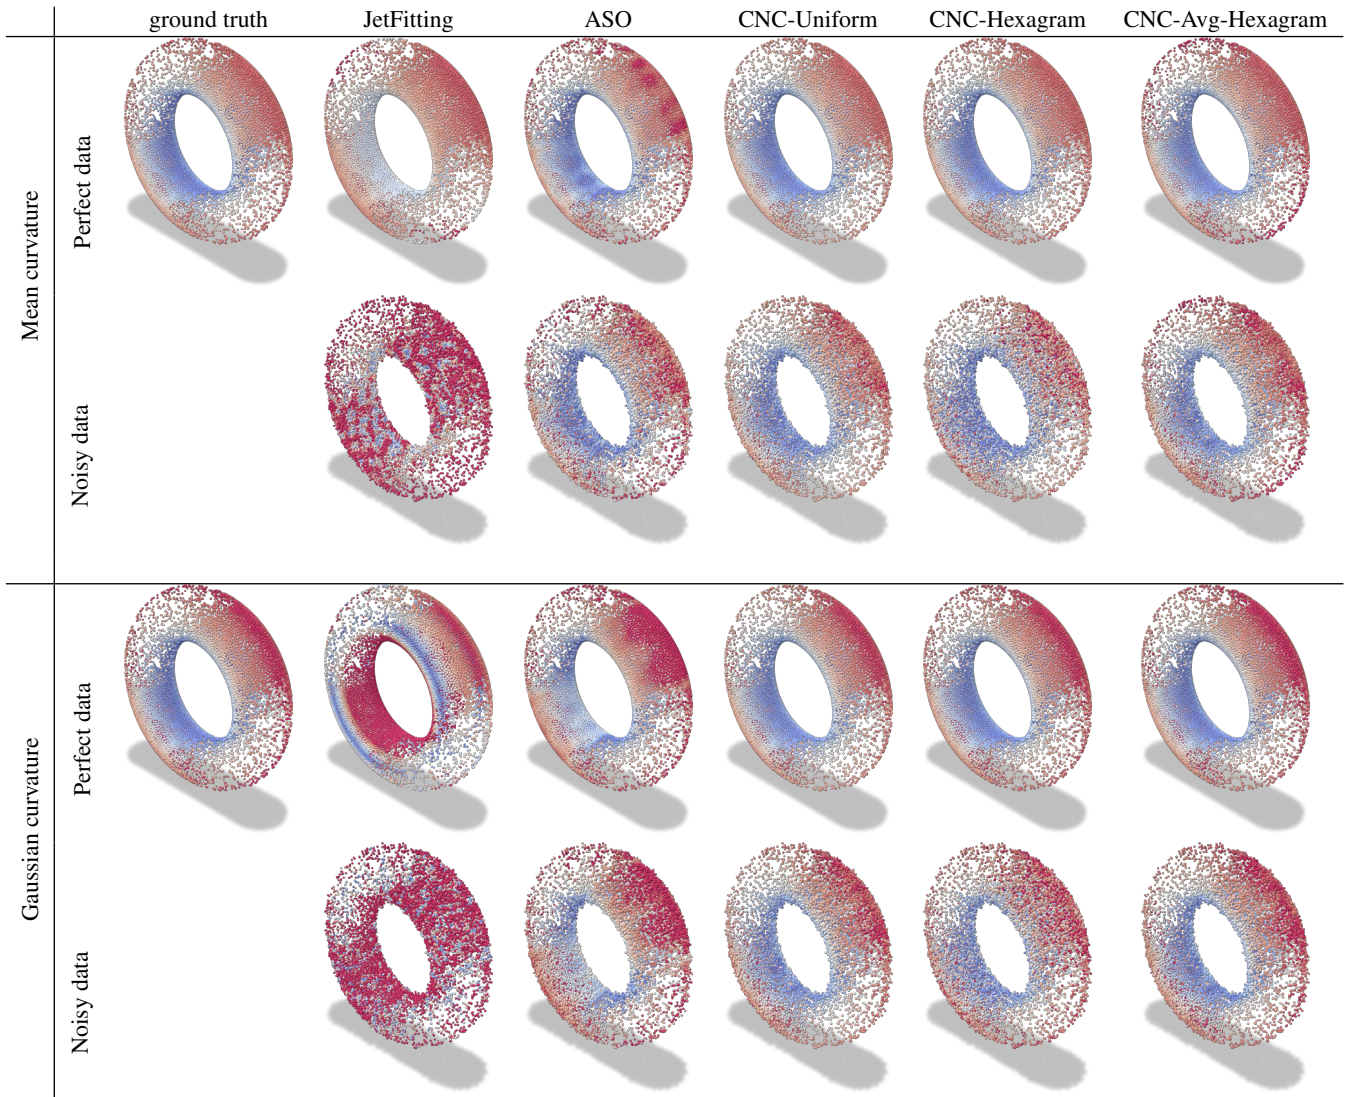 ground truth JetFitting ASO CNC-Uniform CNC-Hexagram CNC-Avg-Hexagram
Mean curvature
Perfect data
Noisy data
Gaussian curvature
Perfect data
Noisy data